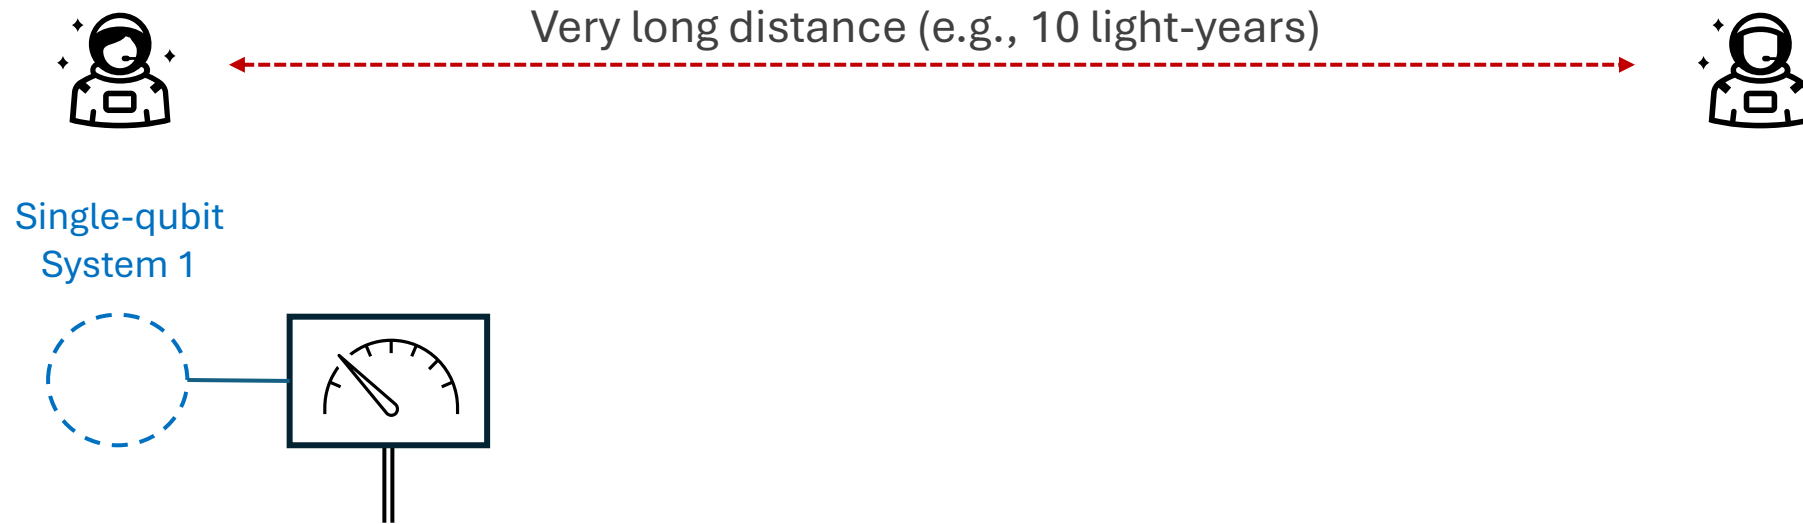 Very long distance (e.g., 10 light-years)
Single-qubit
System 1